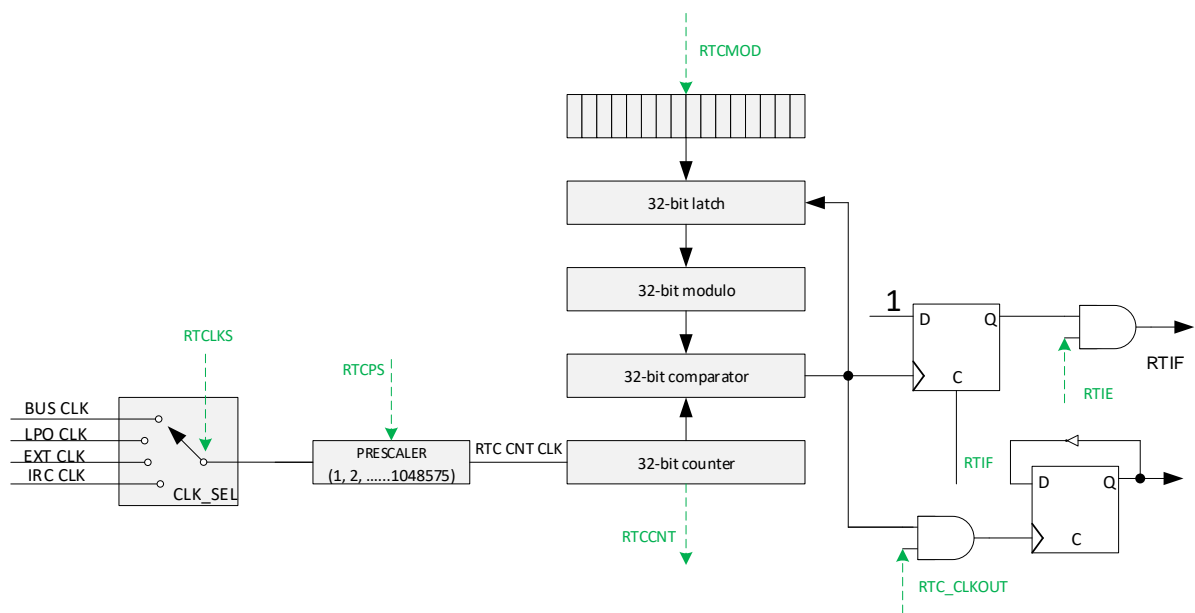 RTCMOD
32-bit latch
32-bit modulo
1
D
Q
C
RTIF
RTCLKS
RTCPS
32-bit comparator
RTIE
BUS CLK
LPO CLK
EXT CLK
IRC CLK
CLK_SEL
PRESCALER
(1, 2, ......1048575)
RTC CNT CLK
32-bit counter
RTIF
D
Q
C
RTCCNT
RTC_CLKOUT